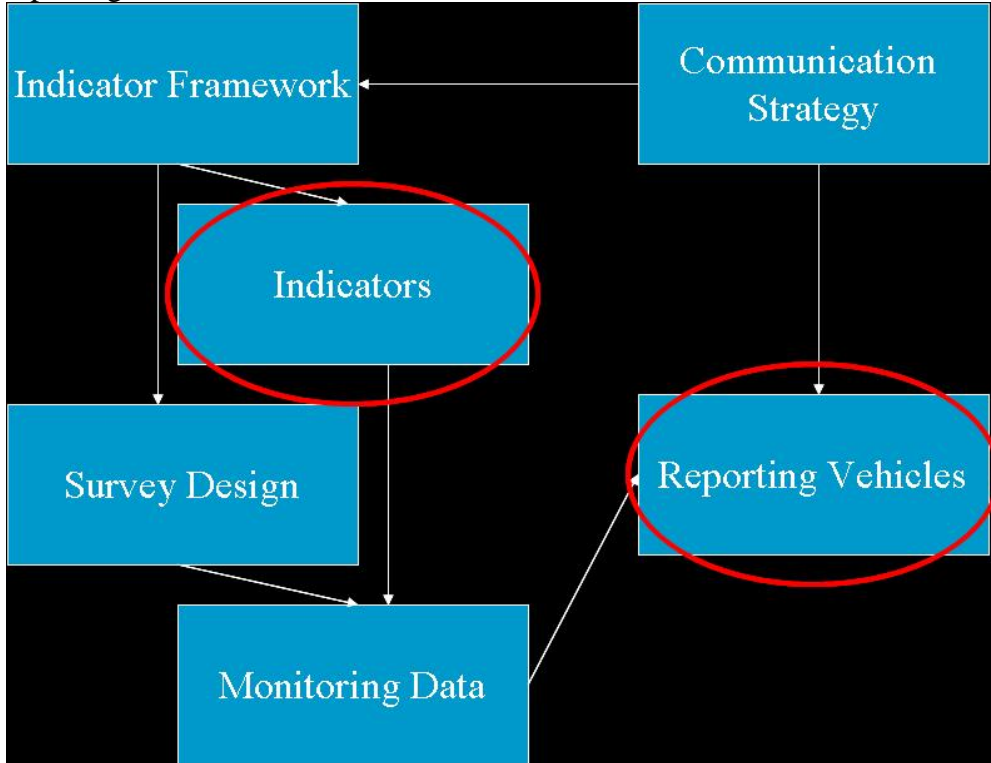 Indicator Framework
Communication
Strategy
Indicators
Survey Design
Reporting Vehicles
Monitoring Data